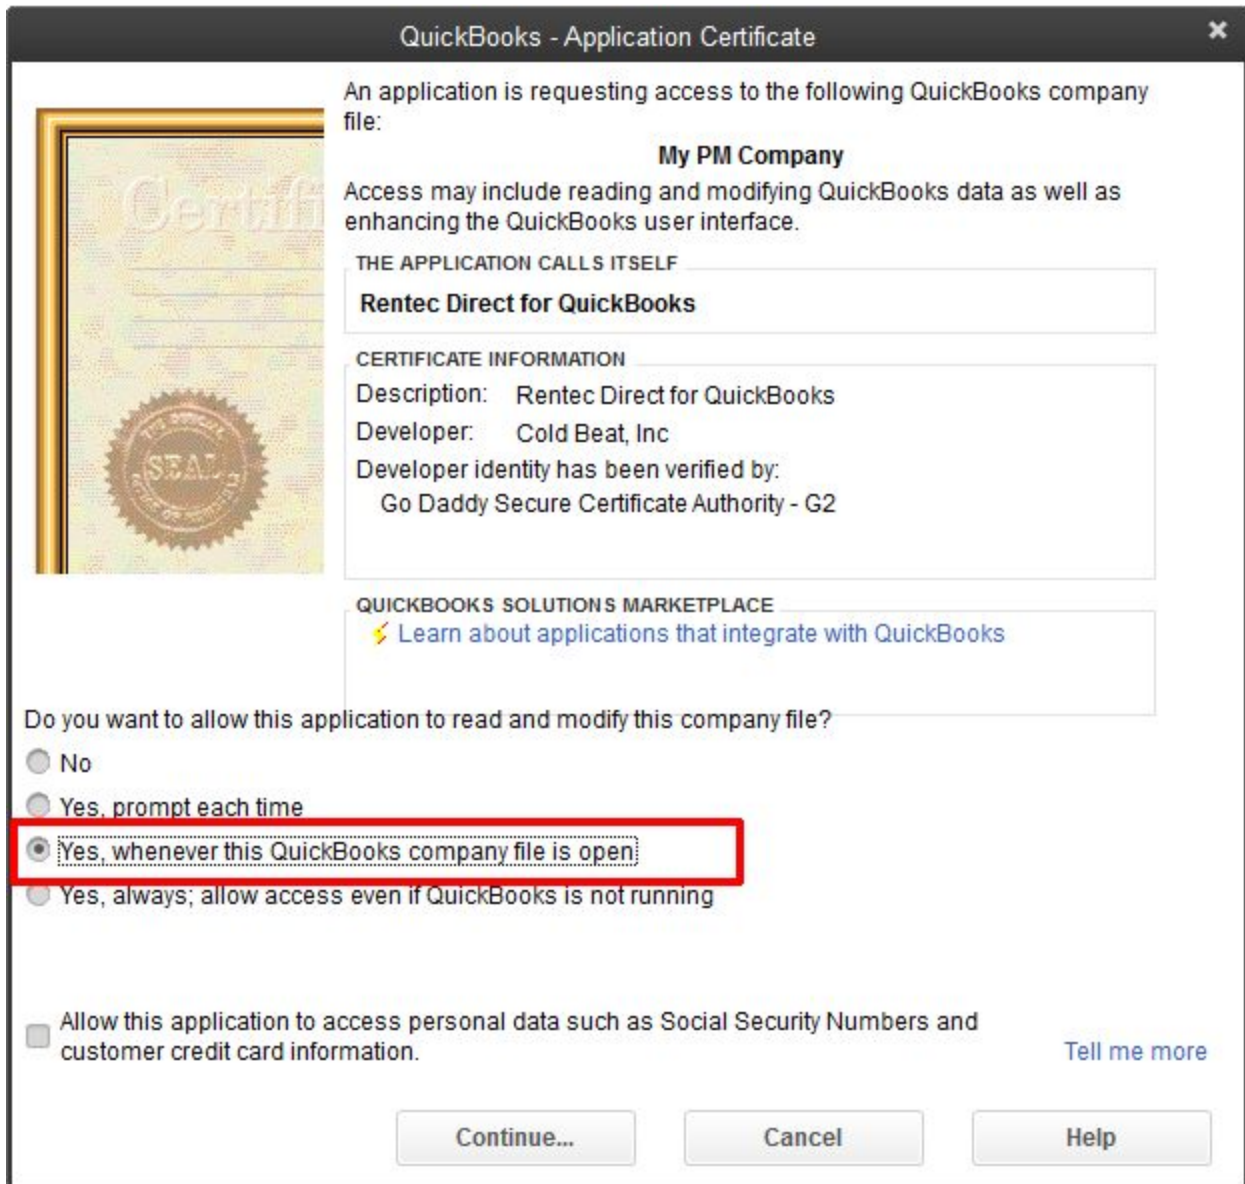 QuickBooks - Application Certificate
An application is requesting access to the following QuickBooks company
file:
My PM Company
Access may include reading and modifying QuickBooks data as well as
enhancing the QuickBooks user interface.
THE APPLICATION CALLS ITSELF
Rentec Direct for QuickBooks
CERTIFICATE INFORMATION
Description: Rentec Direct for QuickBooks
Developer: Cold Beat, Inc
Developer identity has been verified by:
Go Daddy Secure Certificate Authority - G2
QUICKBOOKS SOLUTIONS MARKETPLACE
Learn about applications that integrate with QuickBooks
Certifi
SEAL
Do you want to allow this application to read and modify this company file?
No
Yes, prompt each time
Yes, whenever this QuickBooks company file is open
Yes, always; allow access even if QuickBooks is not running
Allow this application to access personal data such as Social Security Numbers and
customer credit card information.
Tell me more
Continue...
Cancel
Help